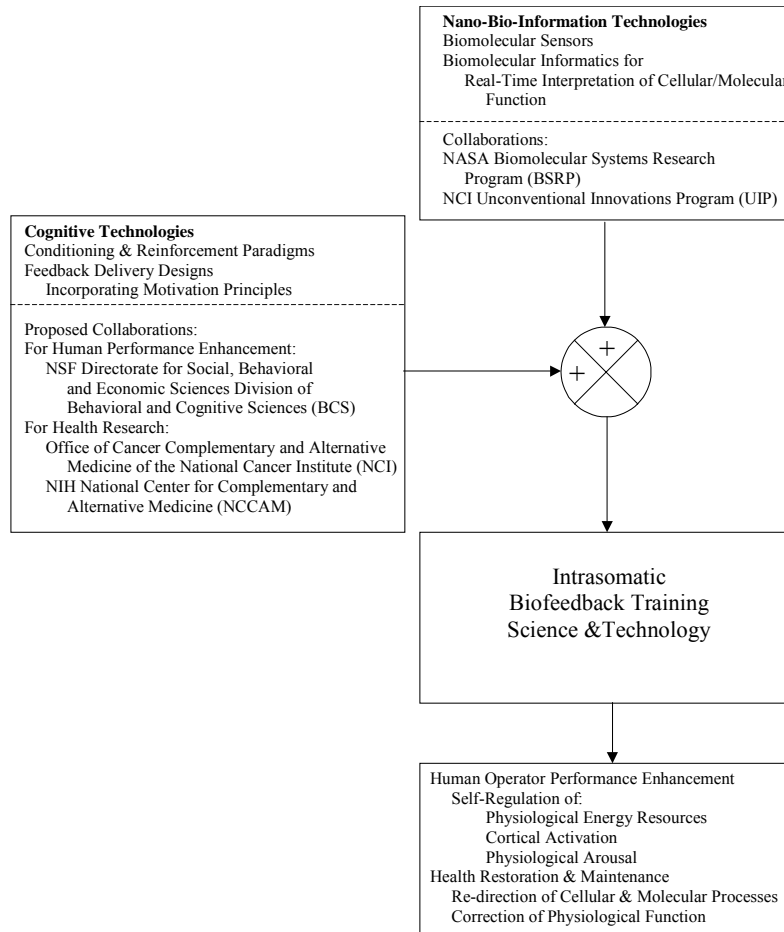 Nano-Bio-Information Technologies
Biomolecular Sensors
Biomolecular Informatics for
Real-Time Interpretation of Cellular/Molecular
Function
Collaborations:
NASA Biomolecular Systems Research
Program (BSRP)
NCI Unconventional Innovations Program (UIP)
Cognitive Technologies
Conditioning & Reinforcement Paradigms
Feedback Delivery Designs
Incorporating Motivation Principles
Proposed Collaborations:
For Human Performance Enhancement:
NSF Directorate for Social, Behavioral
and Economic Sciences Division of
Behavioral and Cognitive Sciences (BCS)
For Health Research:
Office of Cancer Complementary and Alternative
Medicine of the National Cancer Institute (NCI)
NIH National Center for Complementary and
Alternative Medicine (NCCAM)
+
+
Intrasomatic
Biofeedback Training
Science &Technology
Human Operator Performance Enhancement
Self-Regulation of:
Physiological Energy Resources
Cortical Activation
Physiological Arousal
Health Restoration & Maintenance
Re-direction of Cellular & Molecular Processes
Correction of Physiological Function